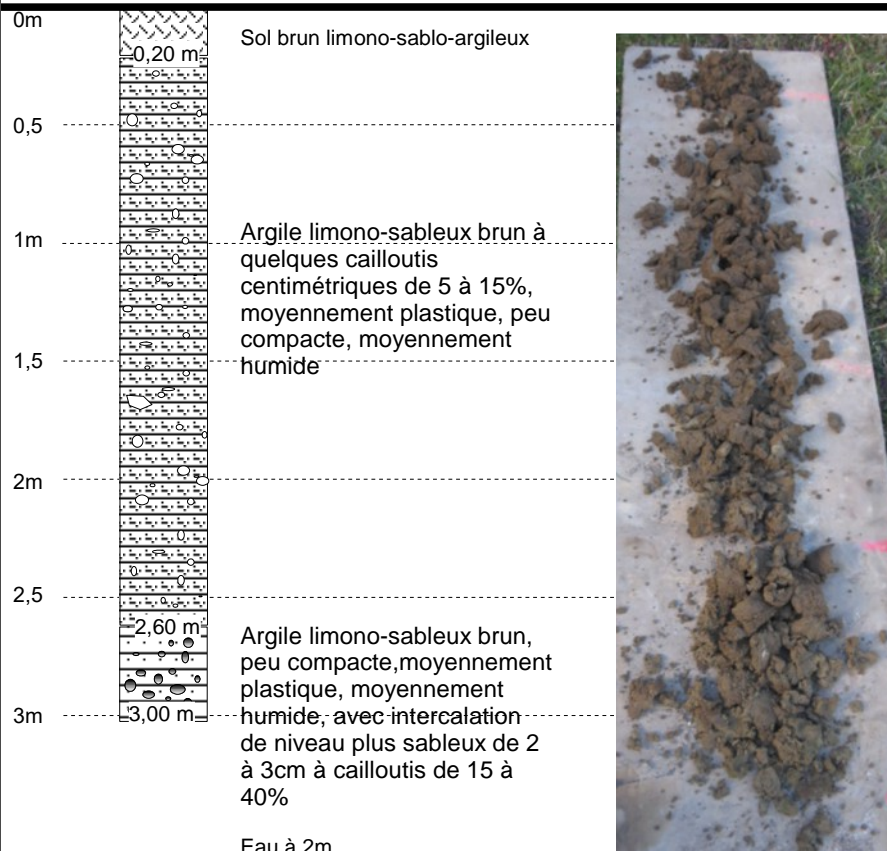 0m
Sol brun limono-sablo-argileux
0,20 m
0,5
1m
Argile limono-sableux brun à
quelques cailloutis
centimétriques de 5 à 15%,
moyennement plastique, peu
compacte, moyennement
humide
1,5
2m
2,5
2,60 m
Argile limono-sableux brun,
peu compacte,moyennement
plastique, moyennement
humide, avec intercalation
de niveau plus sableux de 2
à 3cm à cailloutis de 15 à
40%
3m
3,00 m
Eau à 2m